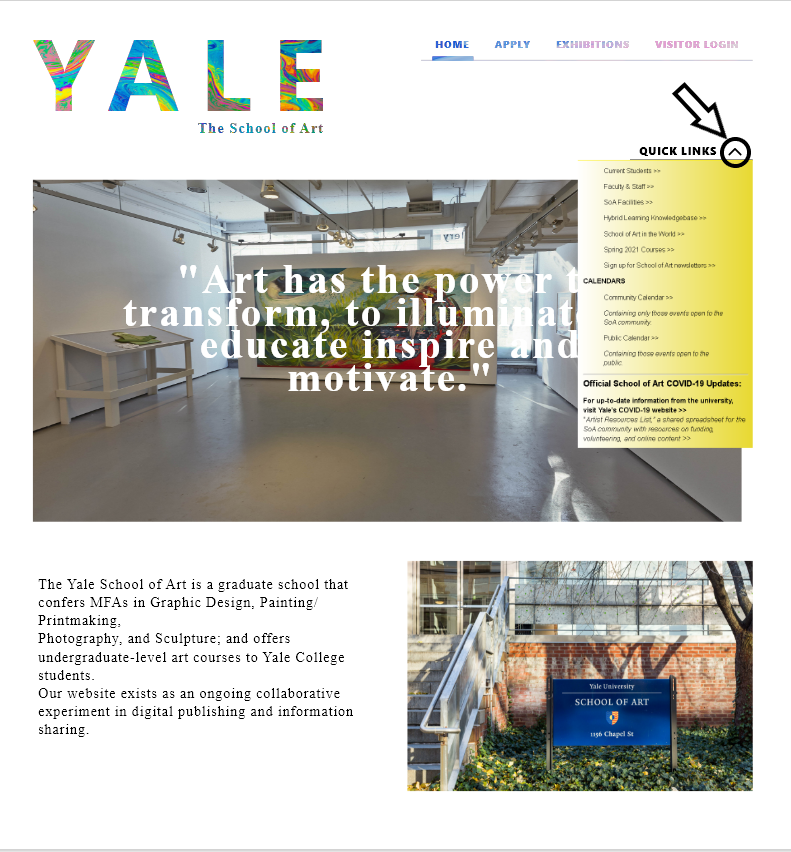 YALE
The School of Art
HOME APPLY EXHIBITIONS VISITOR LOGIN
QUICK LINKS
Current Students >>
Faculty & Staff >>
SoA Facilities >>
Hybrid Learning Knowledgebase >>
School of Art in the World >>
Spring 2021 Courses >>
Sign up for School of Art newsletters >>
CALENDARS
Community Calendar >>
Containing only those events open to the
SoA community.
Public Calendar >>
Containing those events open to the
public.
Official School of Art COVID-19 Updates:
For up-to-date information from the university,
visit Yale's COVID-19 website >>
"Artist Resources List," a shared spreadsheet for the
SoA community with resources on funding,
volunteering, and online content >>
"Art has the power t
transform, to illuminate
educate inspire and
motivate."
The Yale School of Art is a graduate school that
confers MFAs in Graphic Design, Painting/
Printmaking,
Photography, and Sculpture; and offers
undergraduate-level art courses to Yale College
students.
Our website exists as an ongoing collaborative
experiment in digital publishing and information
sharing.
Yale University
SCHOOL OF ART
1156 Chapel St